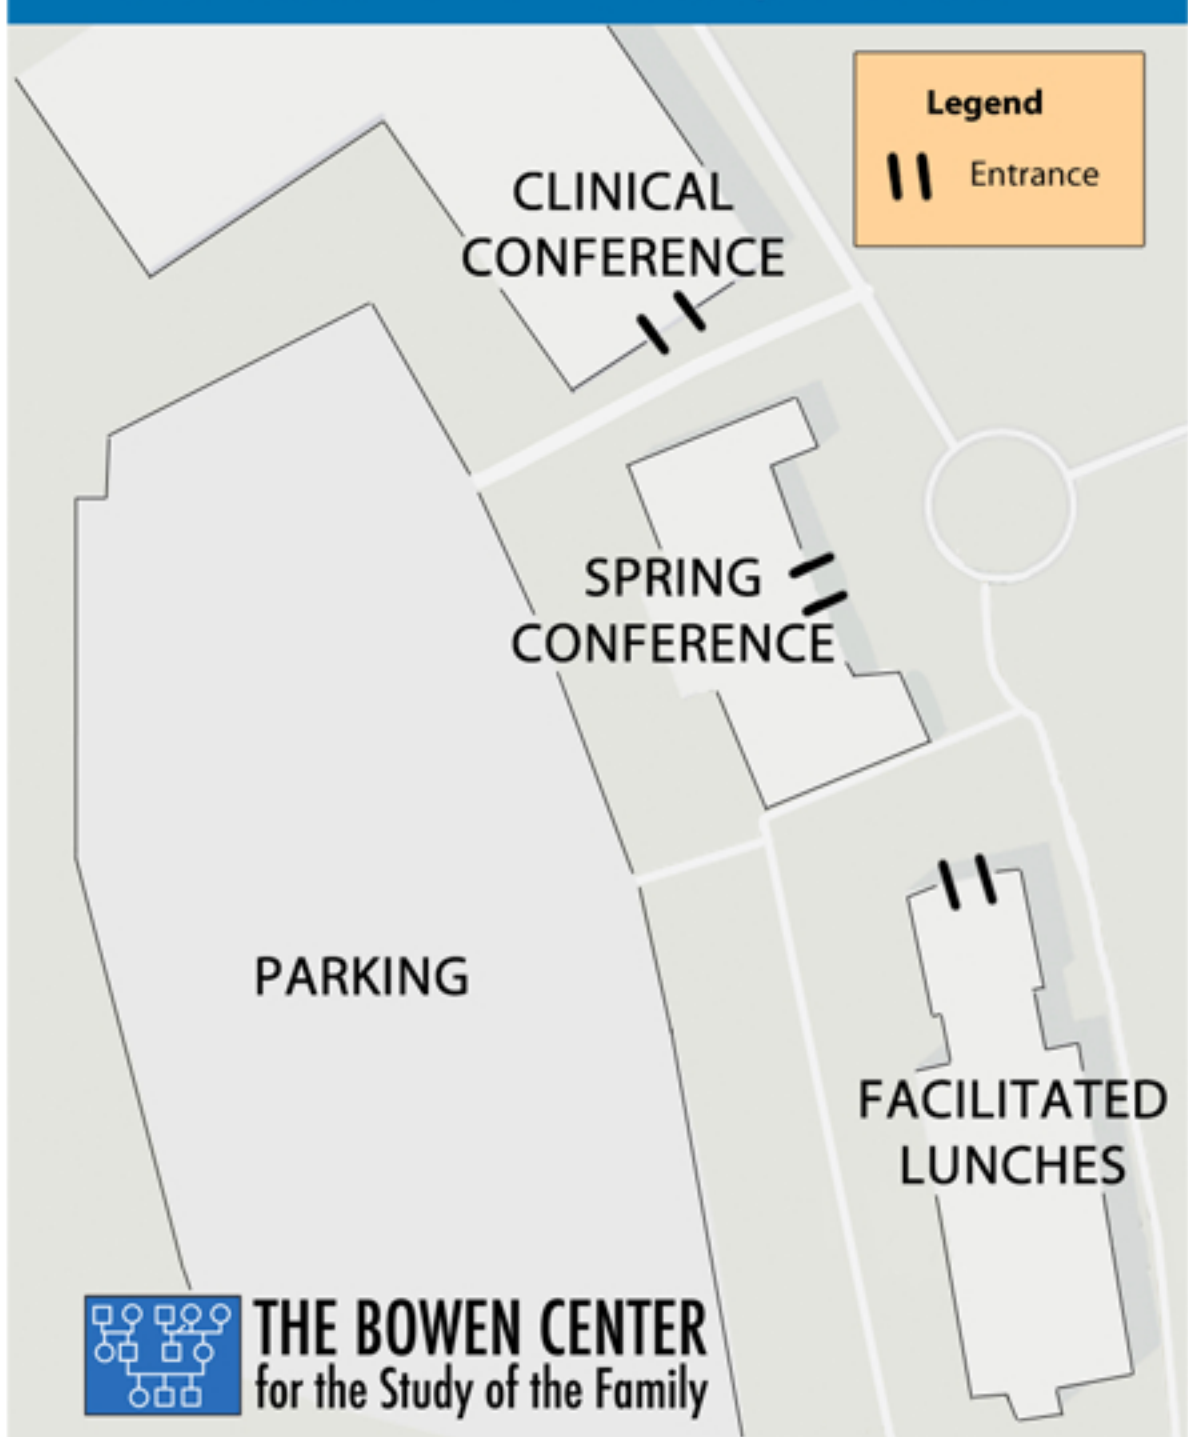 Legend
Entrance
CLINICAL
CONFERENCE
SPRING
CONFERENCE
PARKING
FACILITATED
LUNCHES
THE BOWEN CENTER
for the Study of the Family